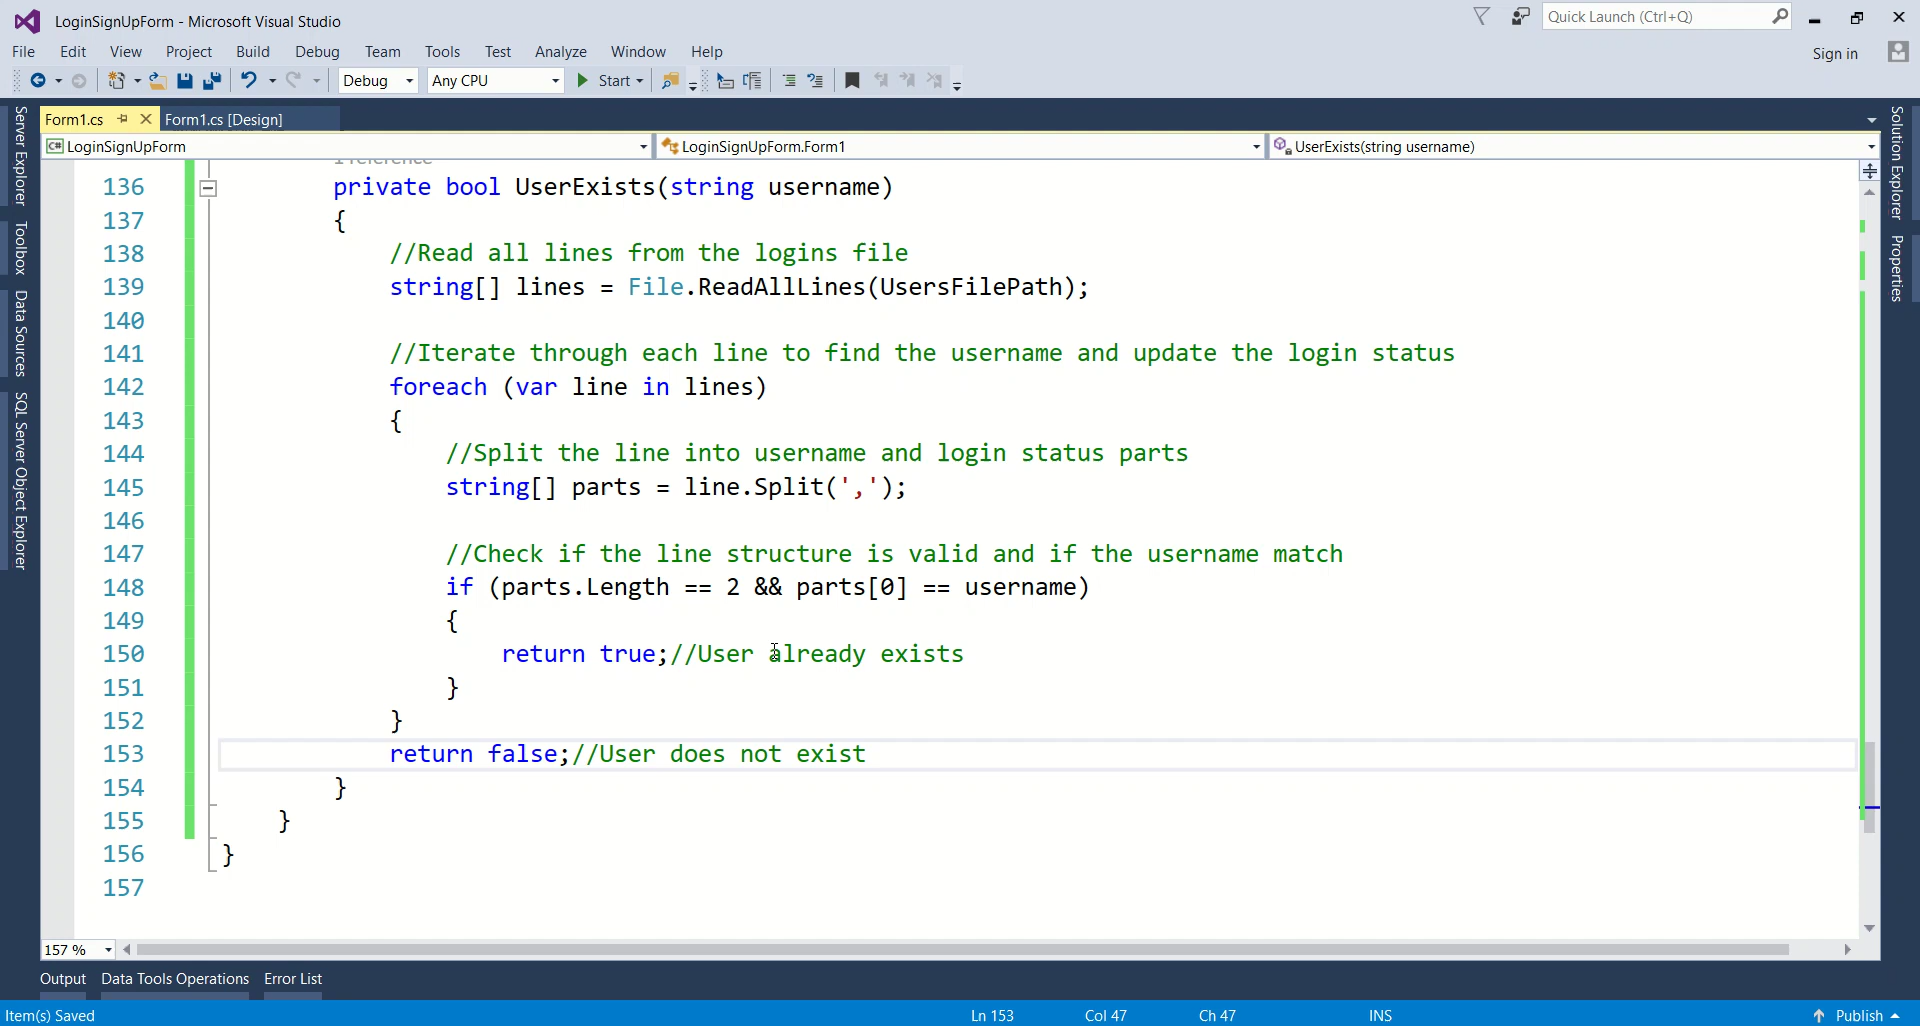 LoginSignUpForm - Microsoft Visual Studio
Quick Launch (Ctrl+Q)
File Edit View Project Build Debug Team Tools Test Analyze Window Help
Sign in
Debug Any CPU Start
Form1.cs Form1.cs [Design]
LoginSignUpForm LoginSignUpForm.Form1 UserExists(string username)
Server Explorer
Toolbox
Data Sources
SQL Server Object Explorer
Solution Explorer
Properties
1 reference
136 private bool UserExists(string username)
137 {
138 //Read all lines from the logins file
139 string[] lines = File.ReadAllLines(UsersFilePath);
140
141 //Iterate through each line to find the username and update the login status
142 foreach (var line in lines)
143 {
144 //Split the line into username and login status parts
145 string[] parts = line.Split(',');
146
147 //Check if the line structure is valid and if the username match
148 if (parts.Length == 2 && parts[0] == username)
149 {
150 return true;//User already exists
151 }
152 }
153 return false;//User does not exist
154 }
155 }
156 }
157
157 %
Output Data Tools Operations Error List
Item(s) Saved Ln 153 Col 47 Ch 47 INS Publish